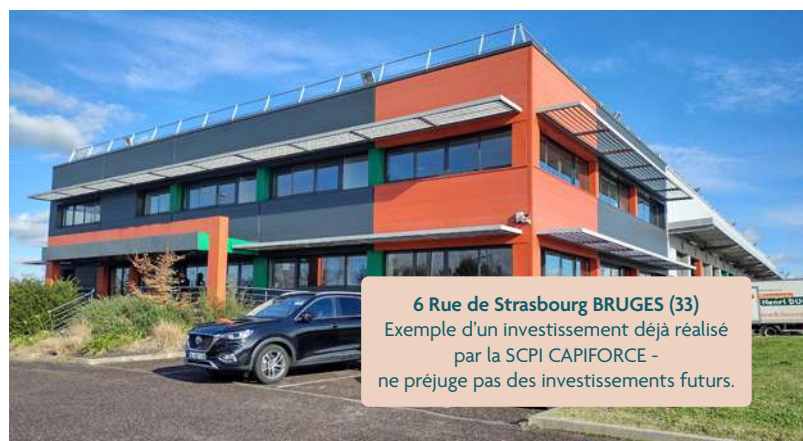 6 Rue de Strasbourg BRUGES (33)
Exemple d’un investissement déjà réalisé
par la SCPI CAPIFORCE -
ne préjuge pas des investissements futurs.
Henri